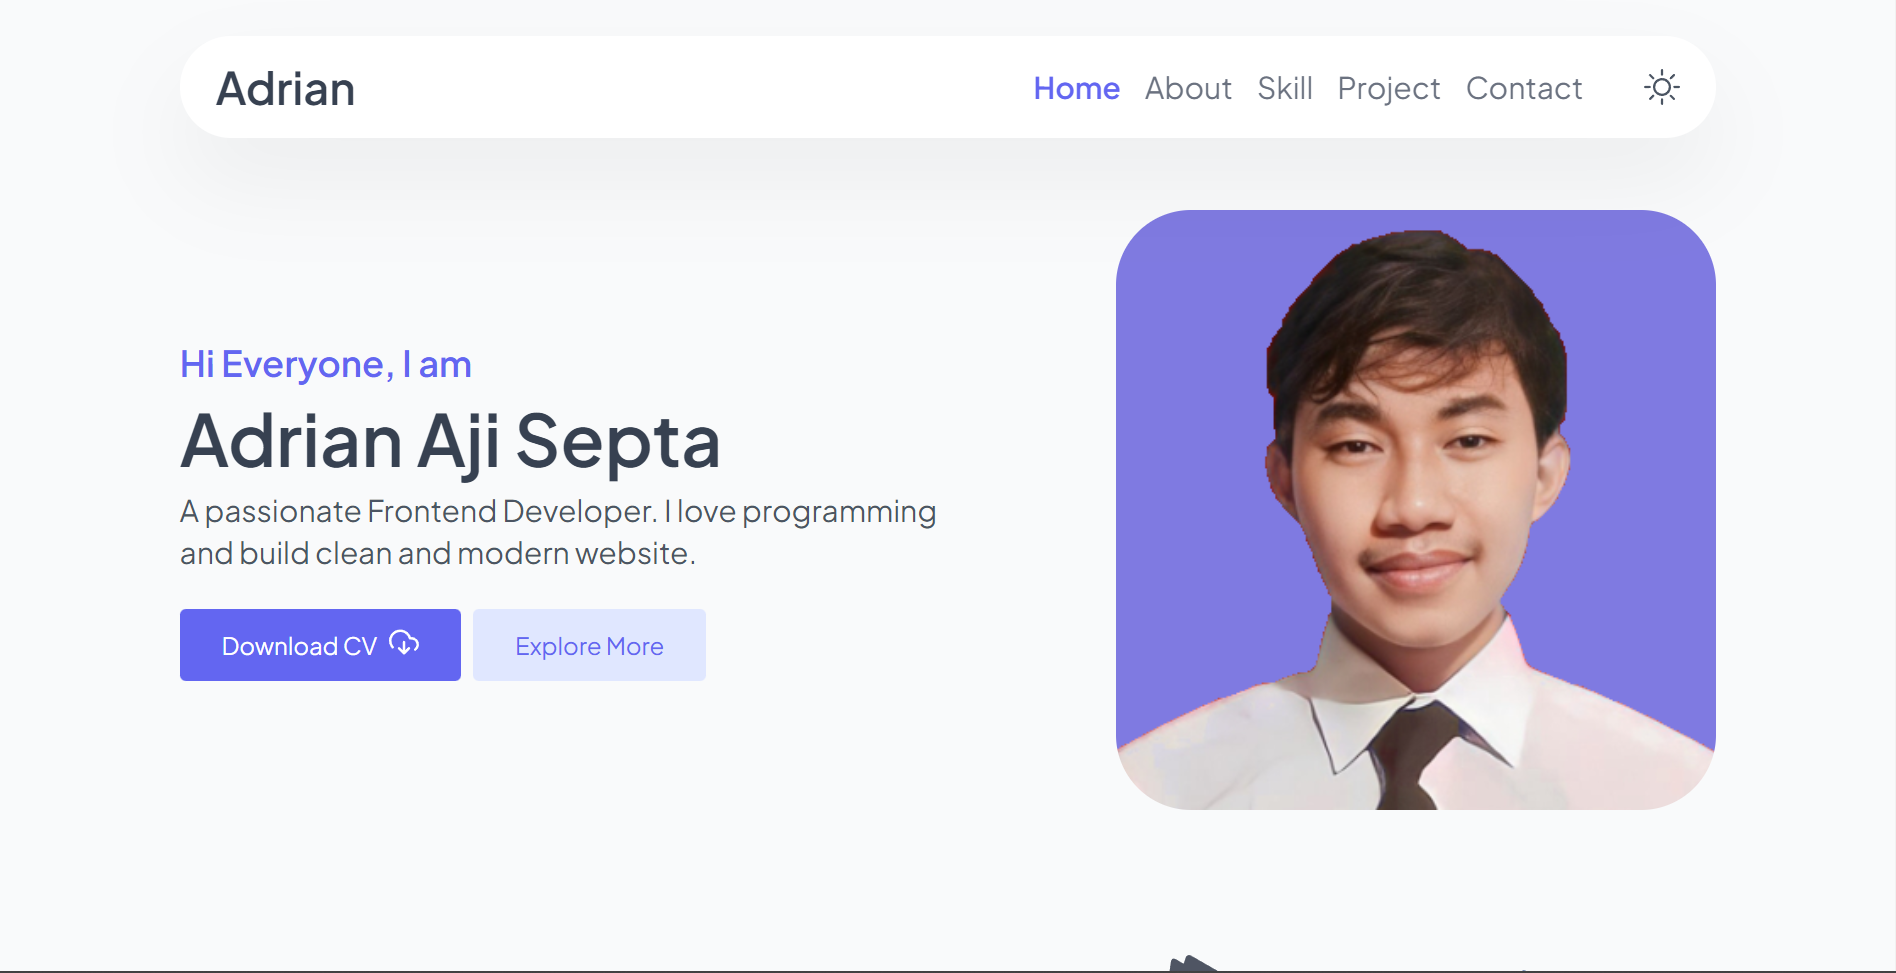 Adrian
Home About Skill Project Contact
Hi Everyone, I am
Adrian Aji Septa
A passionate Frontend Developer. I love programming
and build clean and modern website.
Download CV
Explore More